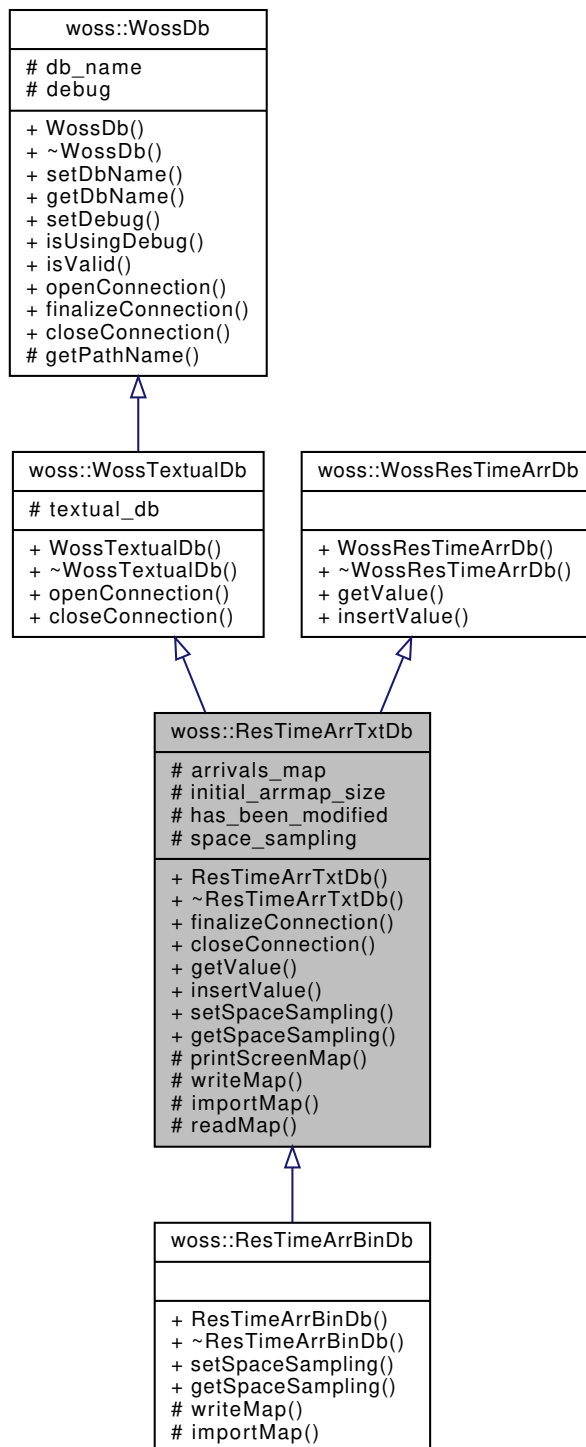 woss::WossDb
# db_name
# debug
+ WossDb()
+ ~WossDb()
+ setDbName()
+ getDbName()
+ setDebug()
+ isUsingDebug()
+ isValid()
+ openConnection()
+ finalizeConnection()
+ closeConnection()
# getPathName()
woss::WossTextualDb
# textual_db
+ WossTextualDb()
+ ~WossTextualDb()
+ openConnection()
+ closeConnection()
woss::WossResTimeArrDb
+ WossResTimeArrDb()
+ ~WossResTimeArrDb()
+ getValue()
+ insertValue()
woss::ResTimeArrTxtDb
# arrivals_map
# initial_arrmap_size
# has_been_modified
# space_sampling
+ ResTimeArrTxtDb()
+ ~ResTimeArrTxtDb()
+ finalizeConnection()
+ closeConnection()
+ getValue()
+ insertValue()
+ setSpaceSampling()
+ getSpaceSampling()
# printScreenMap()
# writeMap()
# importMap()
# readMap()
woss::ResTimeArrBinDb
+ ResTimeArrBinDb()
+ ~ResTimeArrBinDb()
+ setSpaceSampling()
+ getSpaceSampling()
# writeMap()
# importMap()